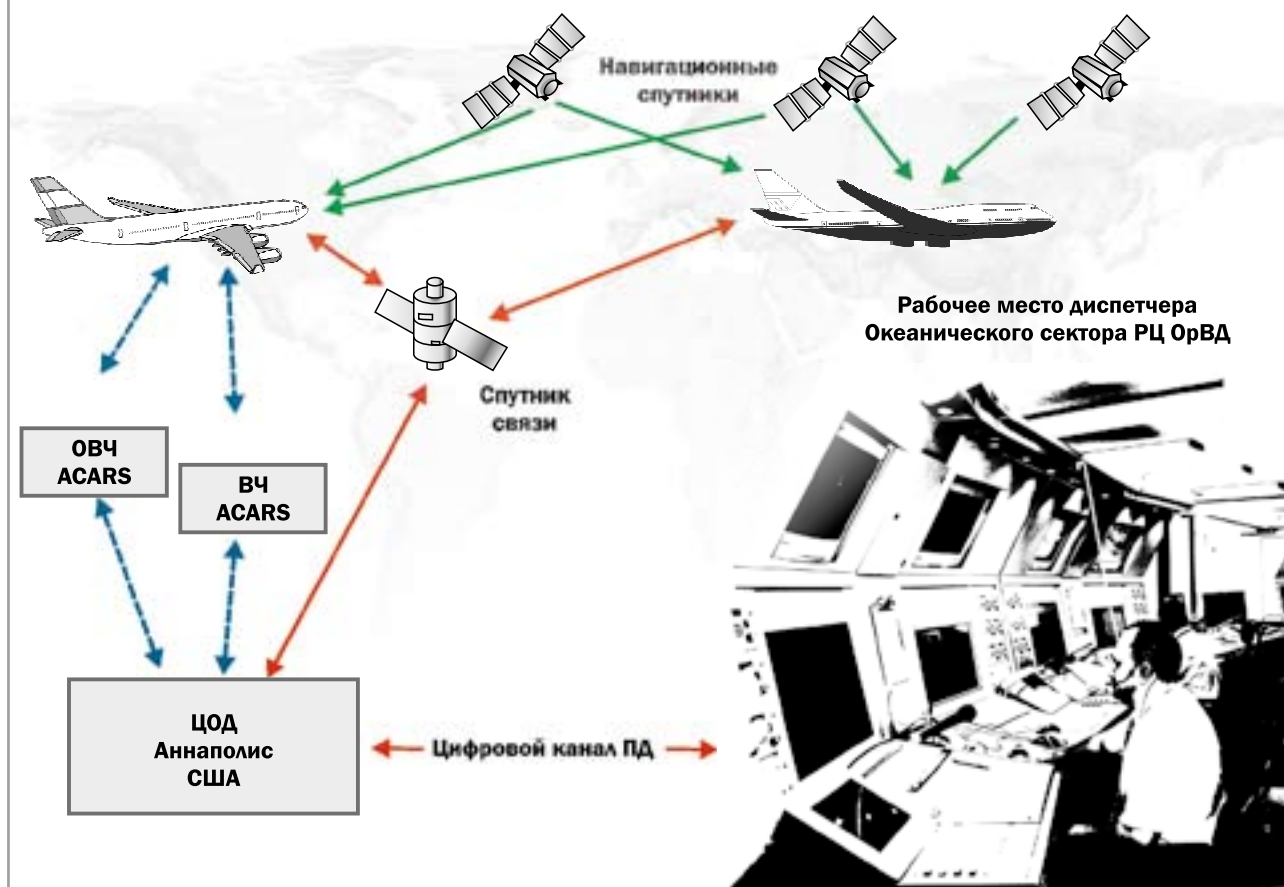 Навигационные
спутники
Рабочее место диспетчера
Океанического сектора РЦ ОрВД
Спутник
связи
ОВЧ
ACARS
ВЧ
ACARS
ЦОД
Аннаполис
США
Цифровой канал ПД